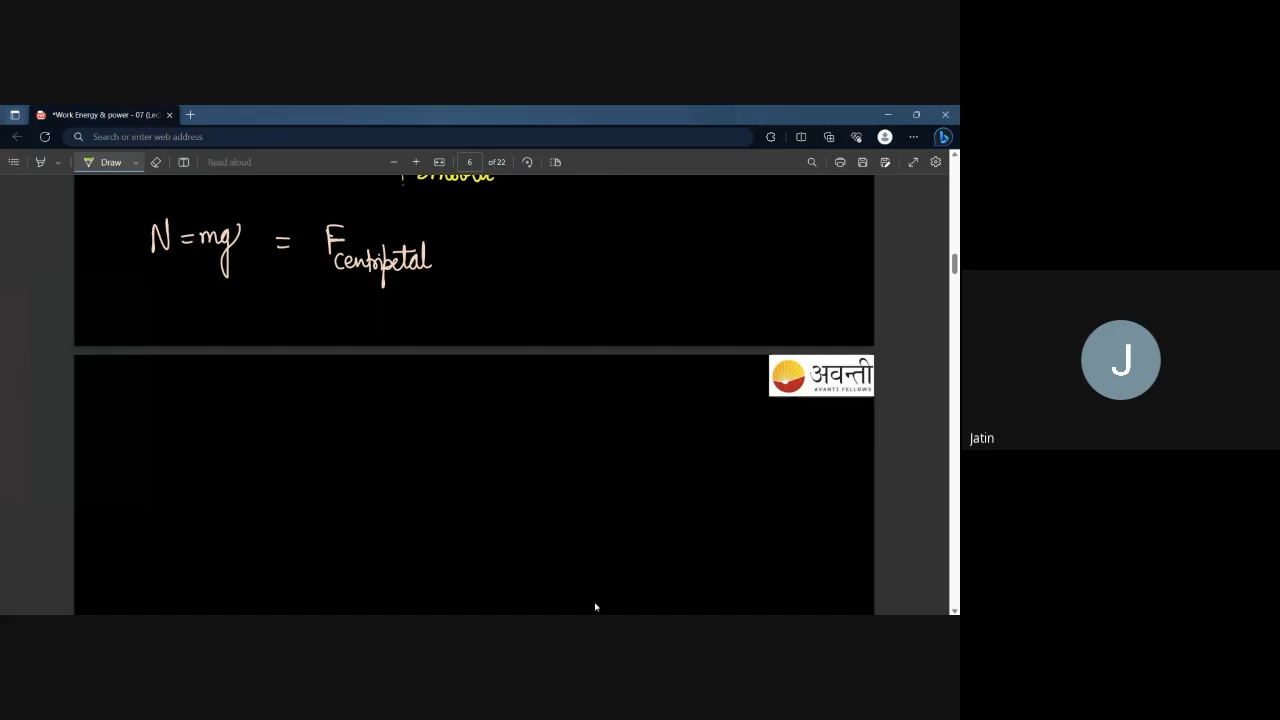 *Work Energy & power - 07 (Lec
Search or enter web address
Draw
Read aloud
6 of 22
smooth
N = mg = F centripetal
अवन्ती
AVANTI FELLOWS
J
Jatin